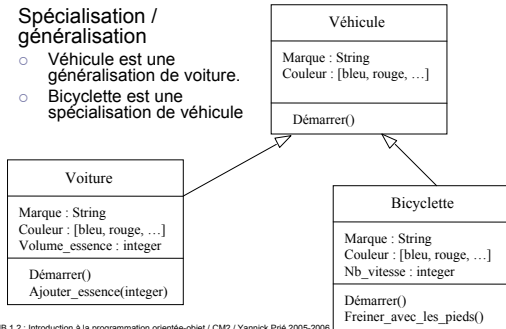 Spécialisation /
généralisation
Véhicule est une
généralisation de voiture.
Bicyclette est une
spécialisation de véhicule
Véhicule
Marque : String
Couleur : [bleu, rouge, …]
Démarrer()
Voiture
Marque : String
Couleur : [bleu, rouge, …]
Volume_essence : integer
Démarrer()
Ajouter_essence(integer)
Bicyclette
Marque : String
Couleur : [bleu, rouge, …]
Nb_vitesse : integer
Démarrer()
Freiner_avec_les_pieds()
1.2 : Introduction à la programmation orientée-objet / CM2 / Yannick Prié 2005-2006